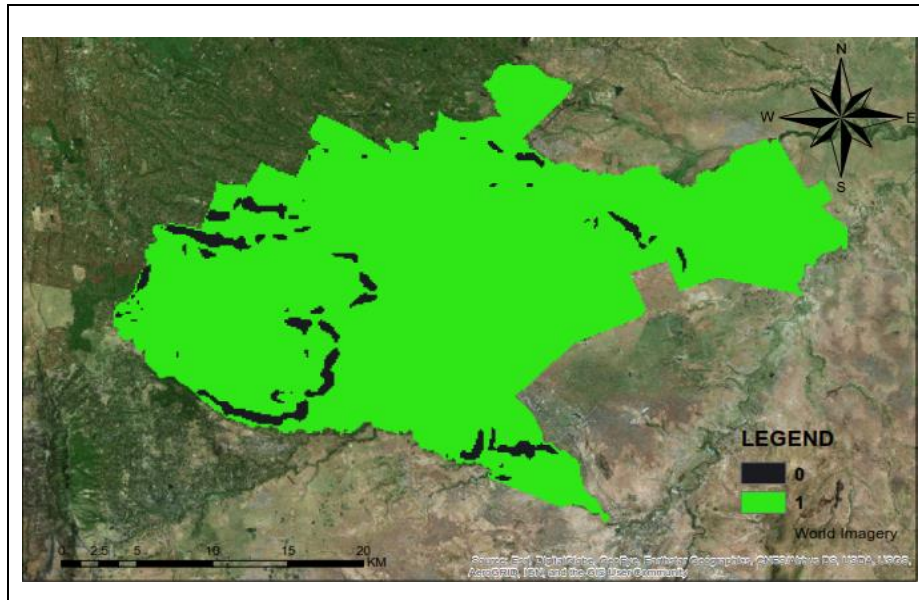 N
W E
S
LEGEND
0
1
World Imagery
0 2.5 5 10 15 20
KM
Source: Esri, DigitalGlobe, GeoEye, Earthstar Geographics, CNES/Airbus DS, USDA, USGS,
AeroGRID, IGN, and the GIS User Community